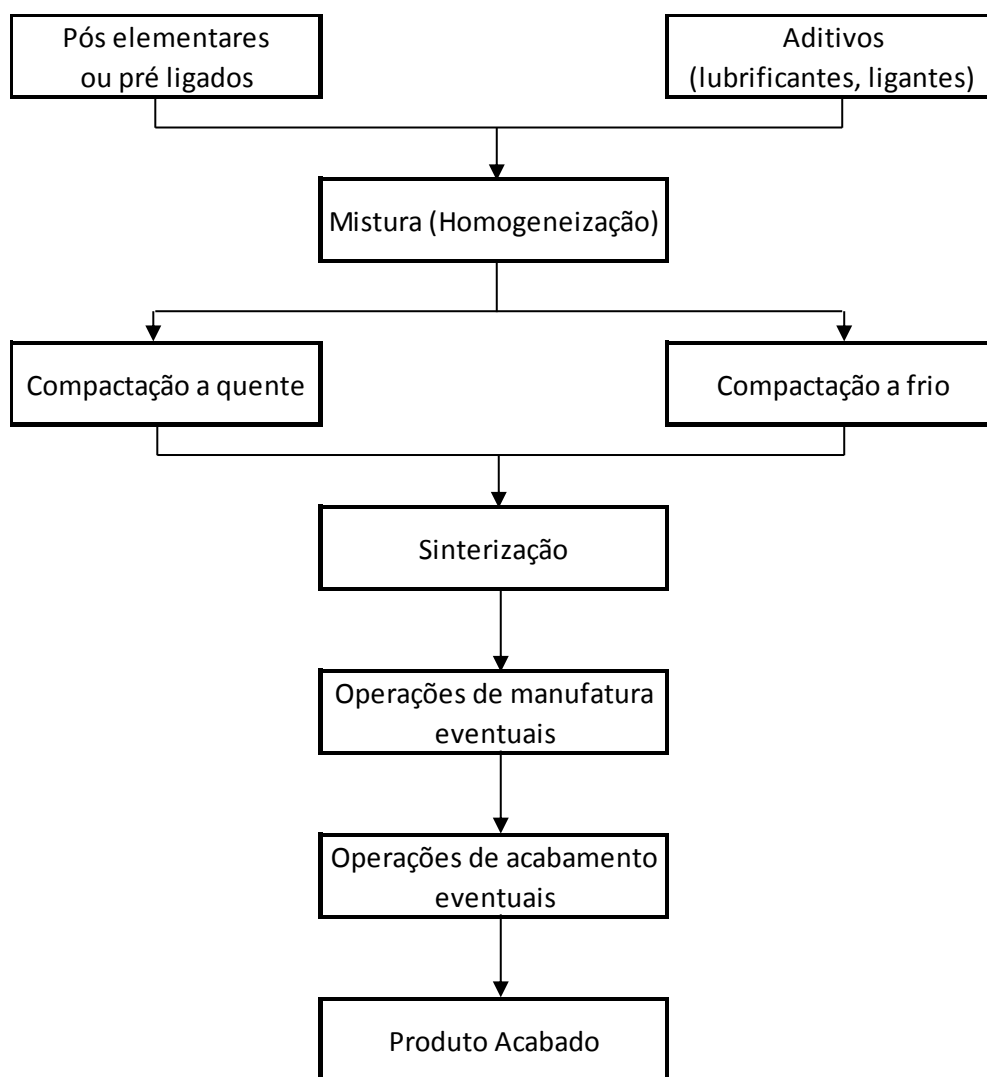 Pós elementares
ou pré ligados
Aditivos
(lubrificantes, ligantes)
Mistura (Homogeneização)
Compactação a quente
Compactação a frio
Sinterização
Operações de manufatura
eventuais
Operações de acabamento
eventuais
Produto Acabado